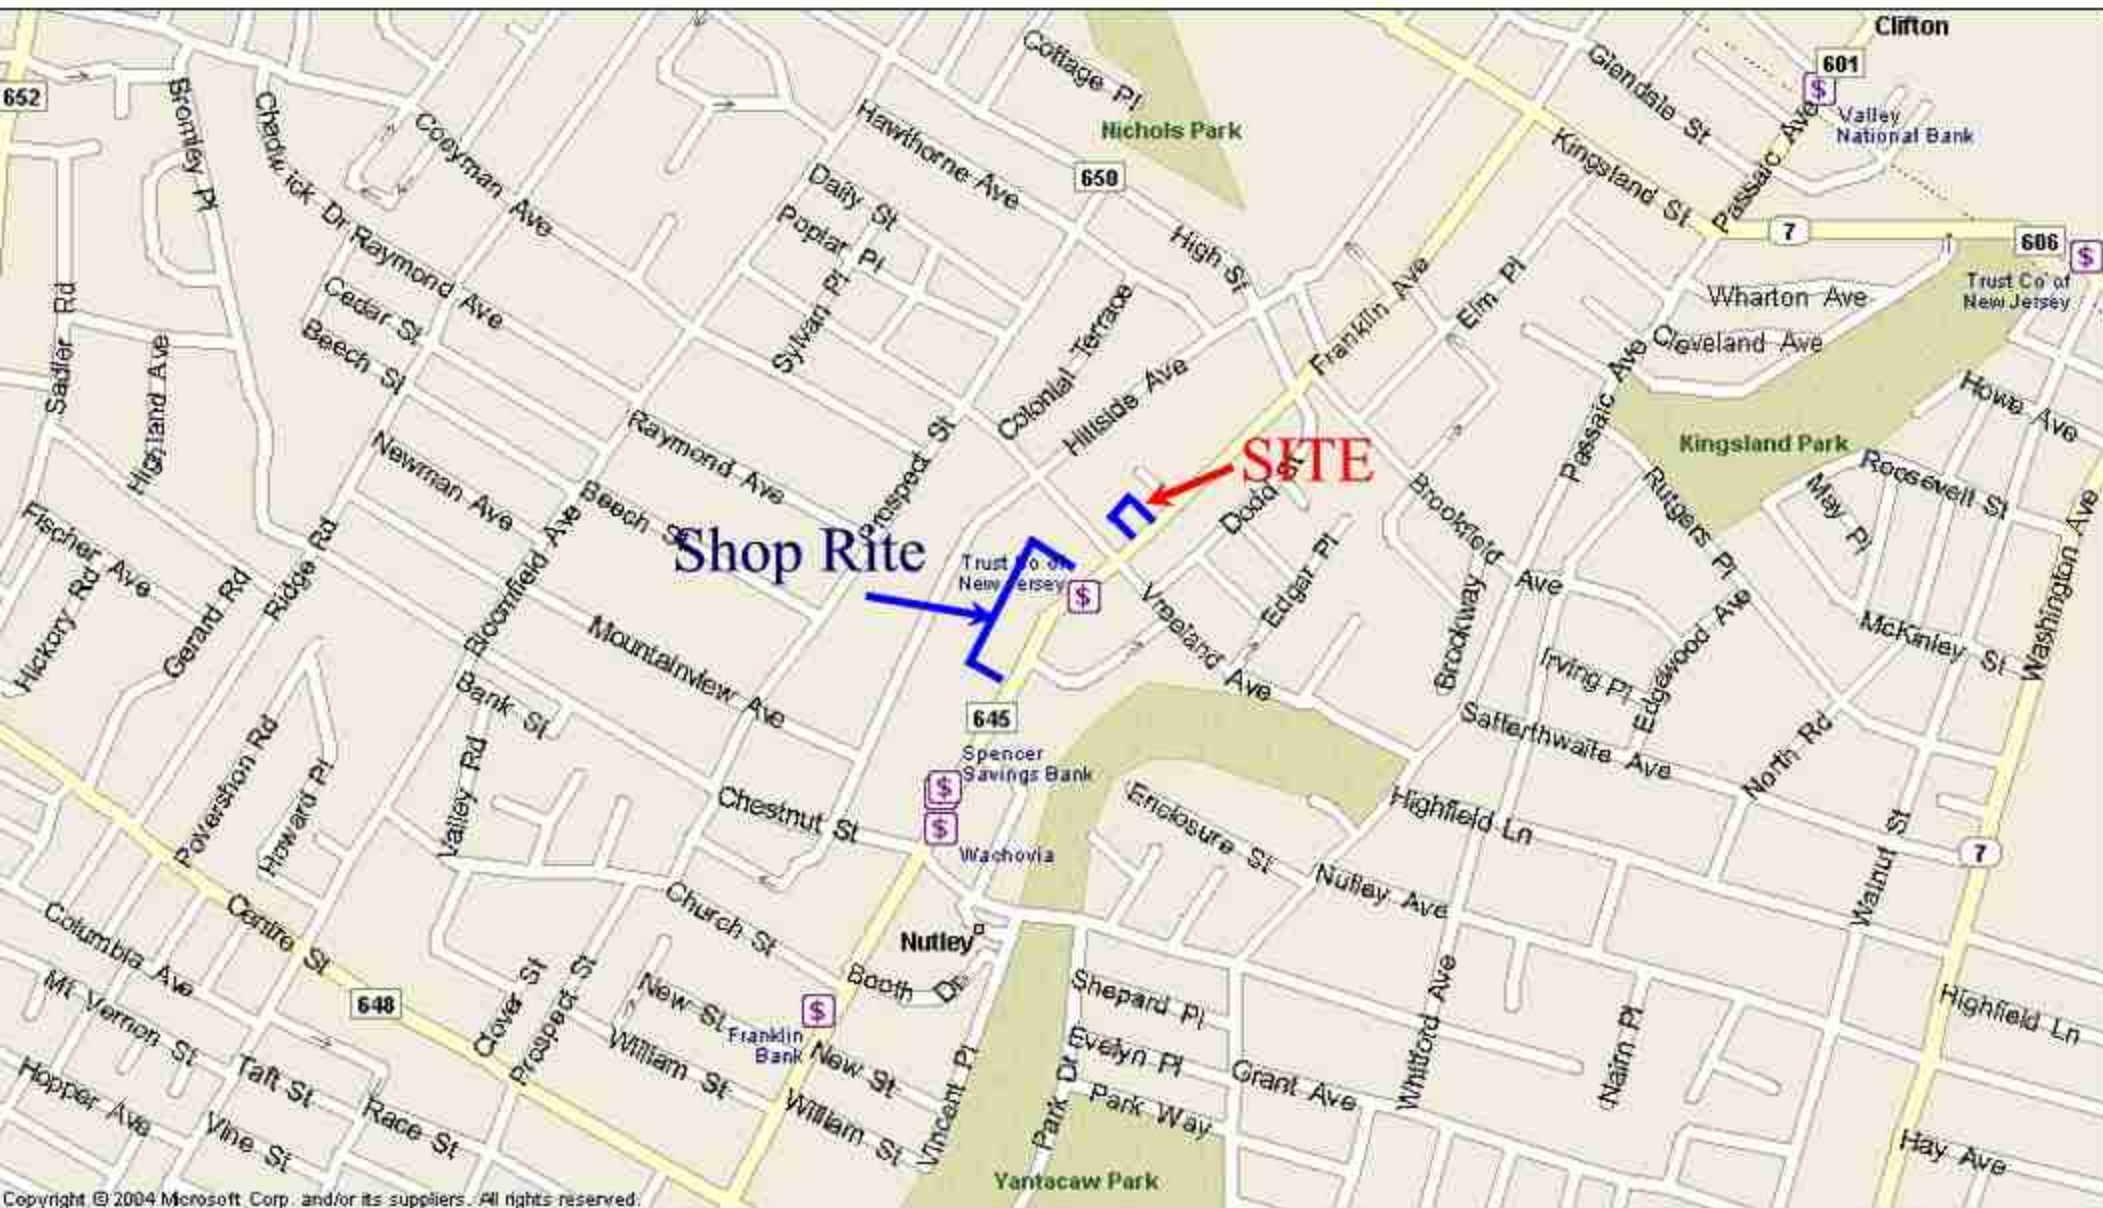 Clifton
601
652
Bromley Pl
Chadwick Dr
Cottage Pl
Glendale St
Valley
National Bank
Nichols Park
Passaic Ave
Coeyman Ave
Hawthorne Ave
650
Kingsland St
Daily St
Poplar Pl
7
606
High St
Raymond Ave
Sylvan Pl
Franklin Ave
Elm Pl
Wharton Ave
Trust Co of
New Jersey
Cedar St
Beech St
Sadler Rd
Highland Ave
Colonial Terrace
Hillside Ave
Cleveland Ave
Passaic Ave
Howe Ave
Kingsland Park
Raymond Ave
Prospect St
SITE
Dodd St
Newman Ave
Beech St
Brookfield Ave
Rutgers Pl
May Pl
Roosevelt St
Washington Ave
Fischer Ave
Hickory Rd
Gerard Rd
Ridge Rd
Bloomfield Ave
Shop Rite
Trust Co of
New Jersey
Edgar Pl
Vreeland Ave
Brockway
Irving Pl
Edgewood Ave
McKinley St
Mountainview Ave
Bank St
645
Satterthwaite Ave
North Rd
Povershon Rd
Howard Pl
Valley Rd
Spencer
Savings Bank
Chestnut St
Wachovia
Enclosure St
Highfield Ln
Nutley Ave
Walnut St
7
Columbia Ave
Centre St
Church St
Nutley
Booth Dr
Mt Vernon St
648
Clover St
Prospect St
New St
Franklin
Bank
New St
William St
William St
Vincent Pl
Shepard Pl
Evelyn Pl
Park Dr
Park Way
Grant Ave
Whitford Ave
Nairn Pl
Highfield Ln
Hopper Ave
Taft St
Vine St
Race St
Yantacaw Park
Hay Ave
Copyright © 2004 Microsoft Corp. and/or its suppliers. All rights reserved.